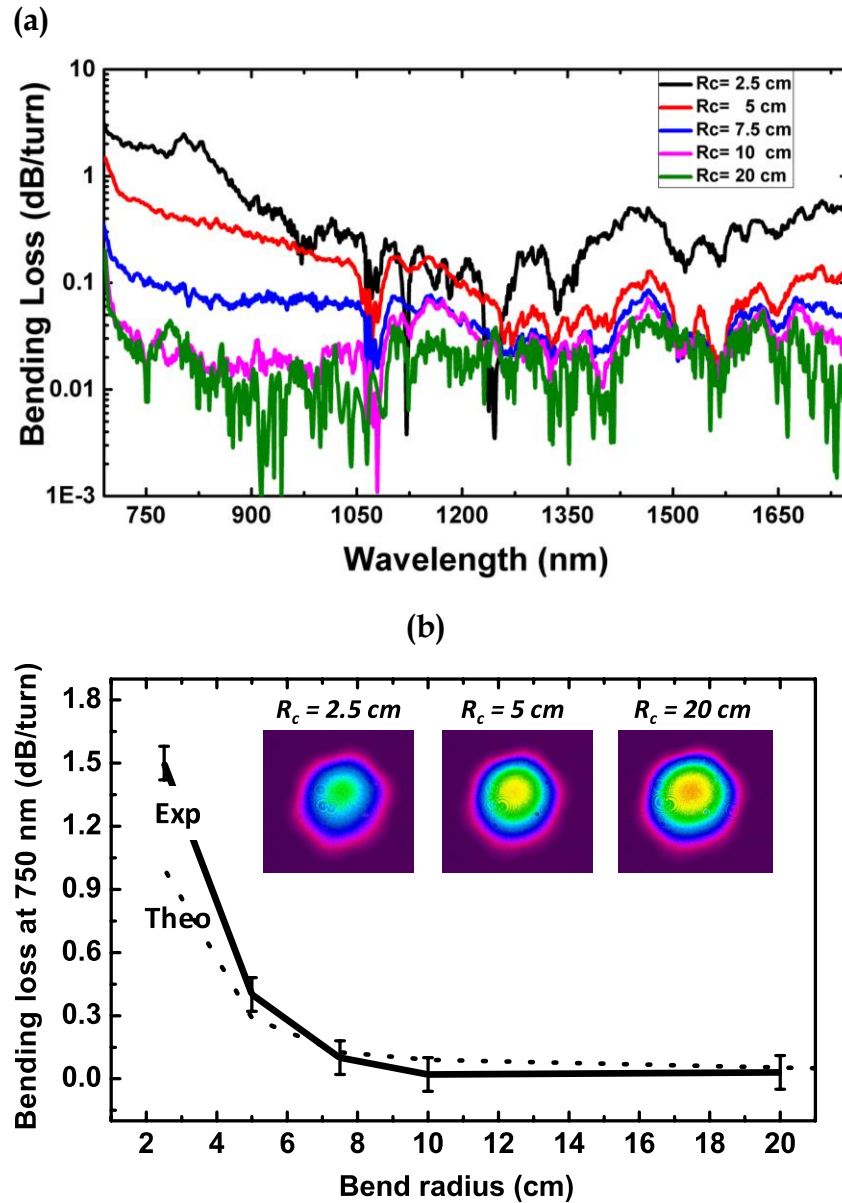 (a)
Bending Loss (dB/turn)
10
1
0.1
0.01
1E-3
Rc= 2.5 cm
Rc= 5 cm
Rc= 7.5 cm
Rc= 10 cm
Rc= 20 cm
750 900 1050 1200 1350 1500 1650
Wavelength (nm)
(b)
Bending loss at 750 nm (dB/turn)
1.8
1.5
1.2
0.9
0.6
0.3
0.0
R_c = 2.5 cm R_c = 5 cm R_c = 20 cm
Exp
Theo
2 4 6 8 10 12 14 16 18 20
Bend radius (cm)